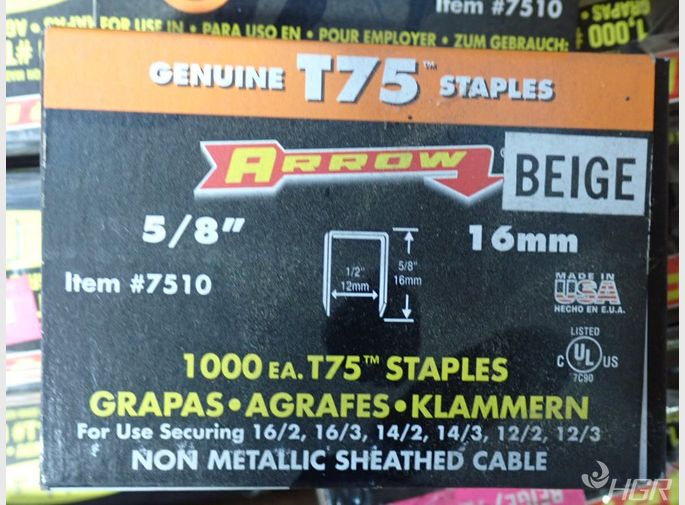 Item #7510
FOR USE IN • PARA USO EN • POUR EMPLOYER • ZUM GEBRAUCH:
1,000
GRAPAS
GENUINE T75™ STAPLES
ARROW
BEIGE
5/8"
16mm
Item #7510
1/2"
12mm
5/8"
16mm
MADE IN
USA
HECHO EN E.U.A.
LISTED
C UL US
7C90
1000 EA. T75™ STAPLES
GRAPAS • AGRAFES • KLAMMERN
For Use Securing 16/2, 16/3, 14/2, 14/3, 12/2, 12/3
NON METALLIC SHEATHED CABLE
HGR